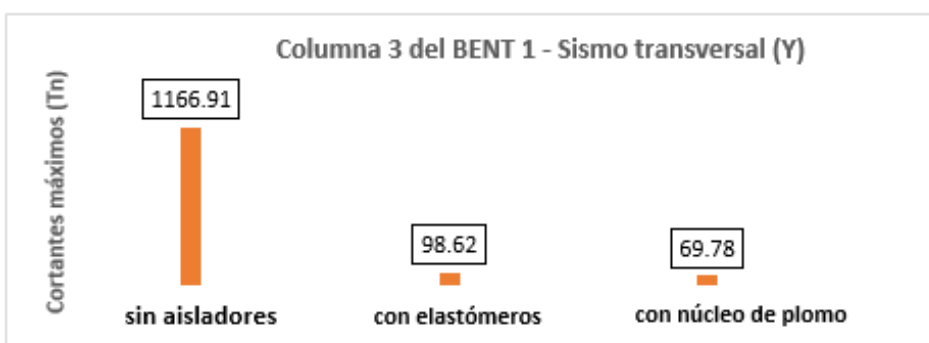 Columna 3 del BENT 1 - Sismo transversal (Y)
Cortantes máximos (Tn)
1166.91
98.62
69.78
sin aisladores
con elastómeros
con núcleo de plomo